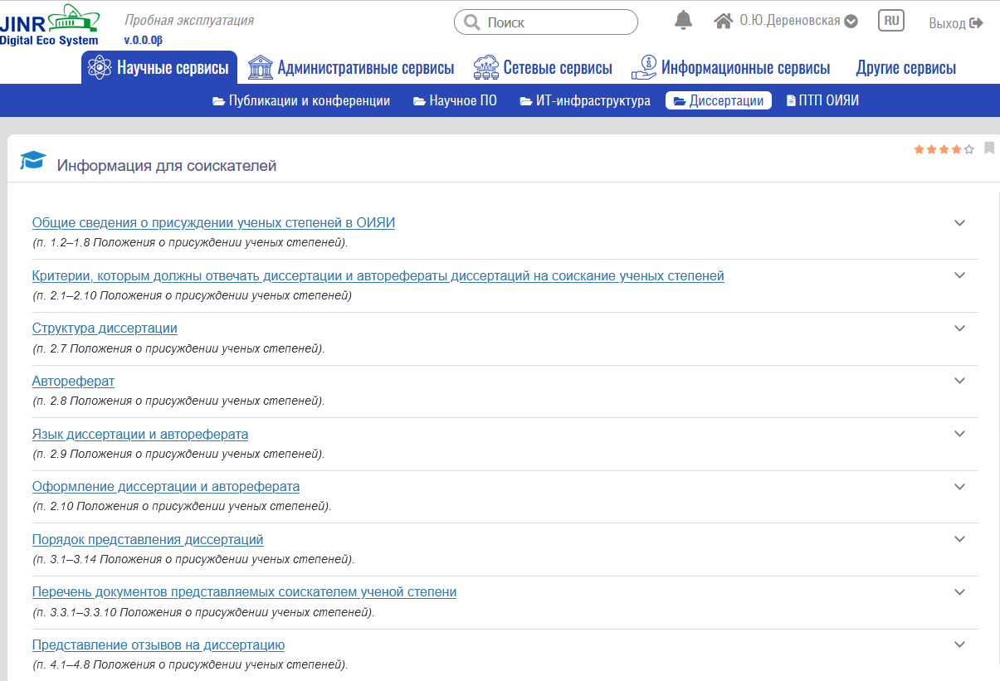 JINR
Digital Eco System
Пробная эксплуатация
v.0.0.0β
Поиск
О.Ю.Дереновская
RU
Выход
Научные сервисы
Административные сервисы
Сетевые сервисы
Информационные сервисы
Другие сервисы
Публикации и конференции
Научное ПО
ИТ-инфраструктура
Диссертации
ПТП ОИЯИ
Информация для соискателей
Общие сведения о присуждении ученых степеней в ОИЯИ
(п. 1.2–1.8 Положения о присуждении ученых степеней).
Критерии, которым должны отвечать диссертации и авторефераты диссертаций на соискание ученых степеней
(п. 2.1–2.10 Положения о присуждении ученых степеней)
Структура диссертации
(п. 2.7 Положения о присуждении ученых степеней).
Автореферат
(п. 2.8 Положения о присуждении ученых степеней).
Язык диссертации и автореферата
(п. 2.9 Положения о присуждении ученых степеней).
Оформление диссертации и автореферата
(п. 2.10 Положения о присуждении ученых степеней).
Порядок представления диссертаций
(п. 3.1–3.14 Положения о присуждении ученых степеней).
Перечень документов представляемых соискателем ученой степени
(п. 3.3.1–3.3.10 Положения о присуждении ученых степеней).
Представление отзывов на диссертацию
(п. 4.1–4.8 Положения о присуждении ученых степеней).